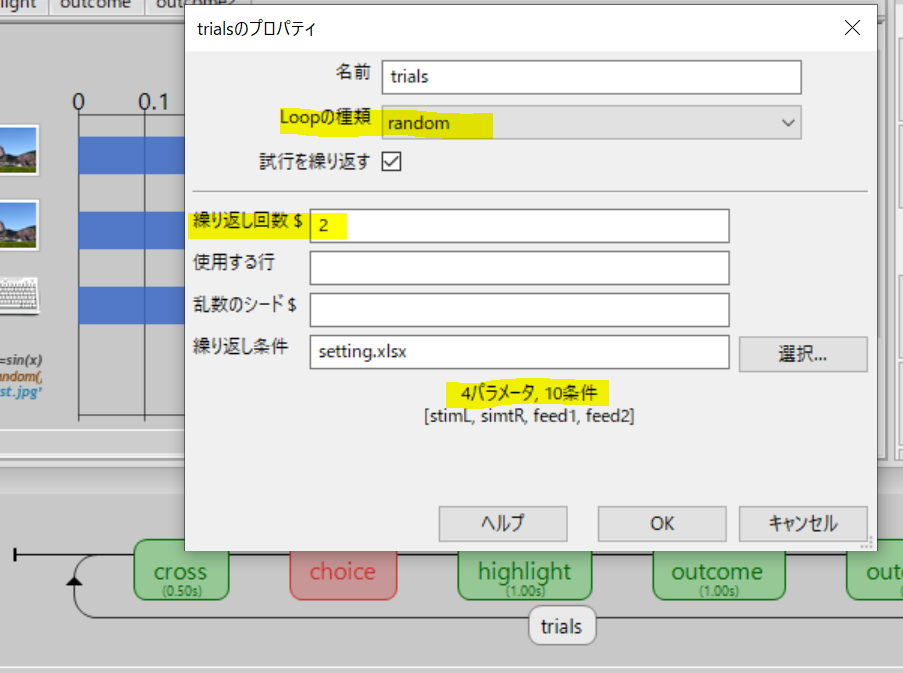 light outcome outcome2
trialsのプロパティ
名前 trials
0 0.1
Loopの種類 random
試行を繰り返す
繰り返し回数 $ 2
使用する行
乱数のシード $
繰り返し条件 setting.xlsx 選択...
=sin(x)
andom(,
st.jpg'
4パラメータ, 10条件
[stimL, simtR, feed1, feed2]
ヘルプ OK キャンセル
cross choice highlight outcome out
(0.50s) (1.00s) (1.00s)
trials